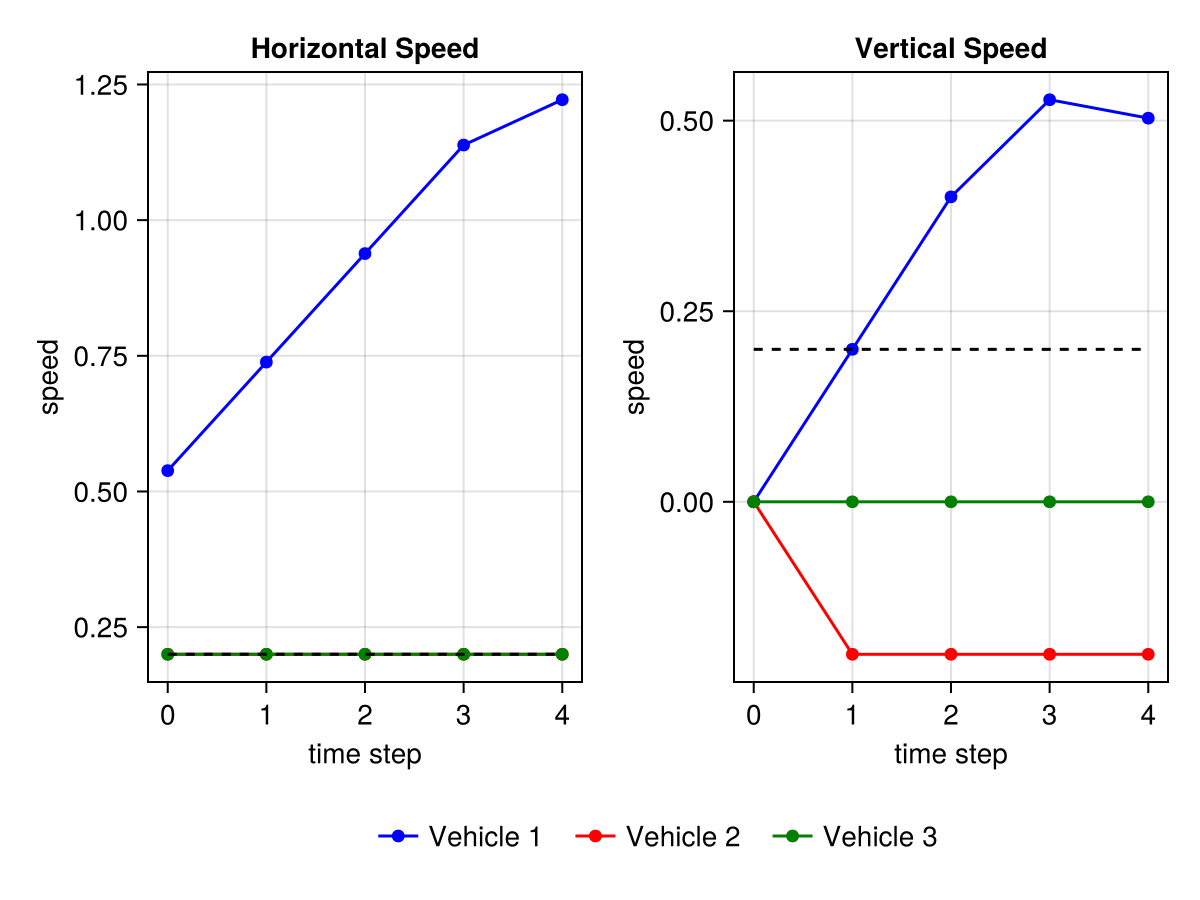 Horizontal Speed
1.25
1.00
0.75
0.50
0.25
speed
0 1 2 3 4
time step
Vertical Speed
0.50
0.25
0.00
speed
0 1 2 3 4
time step
Vehicle 1 Vehicle 2 Vehicle 3